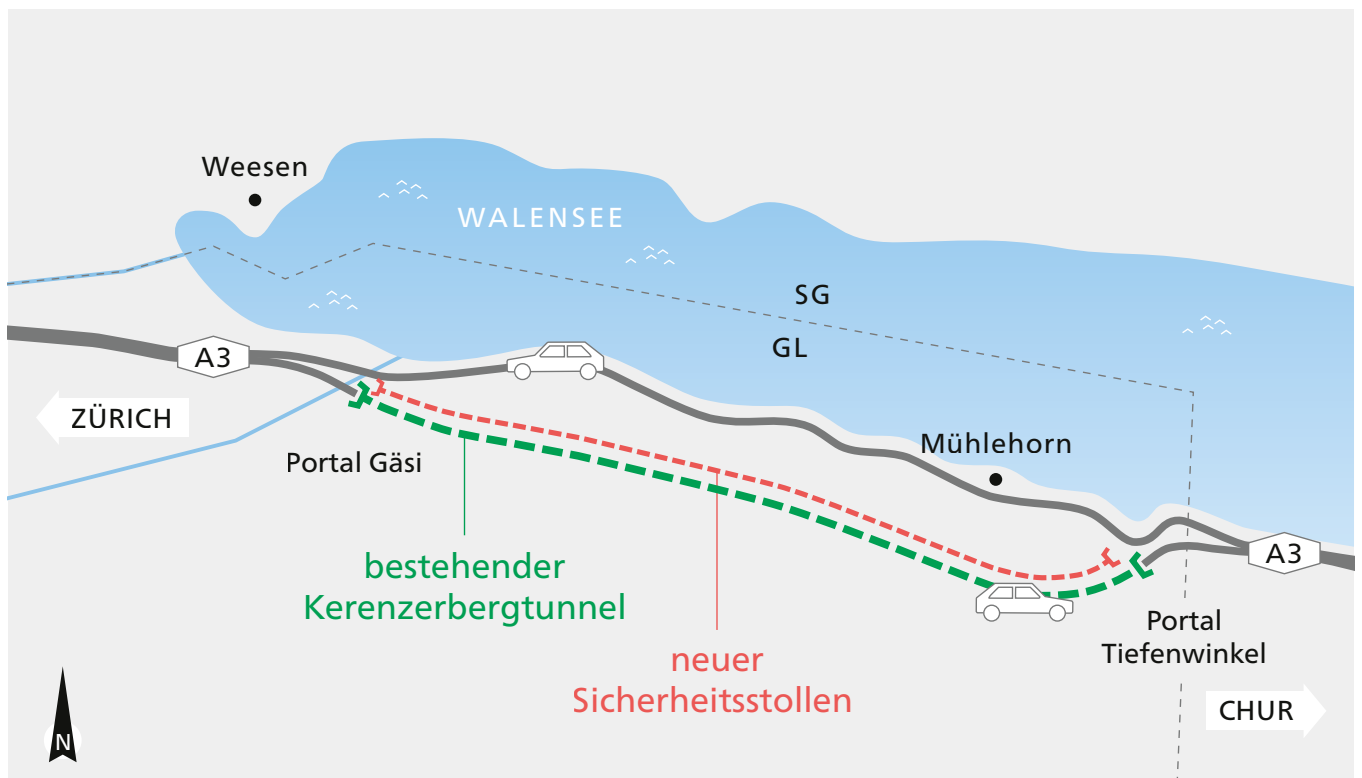 Weesen
WALENSEE
SG
GL
A3
ZÜRICH
Portal Gäsi
Mühlehorn
bestehender
Kerenzerbergtunnel
A3
Portal
Tiefenwinkel
neuer
Sicherheitsstollen
CHUR
N